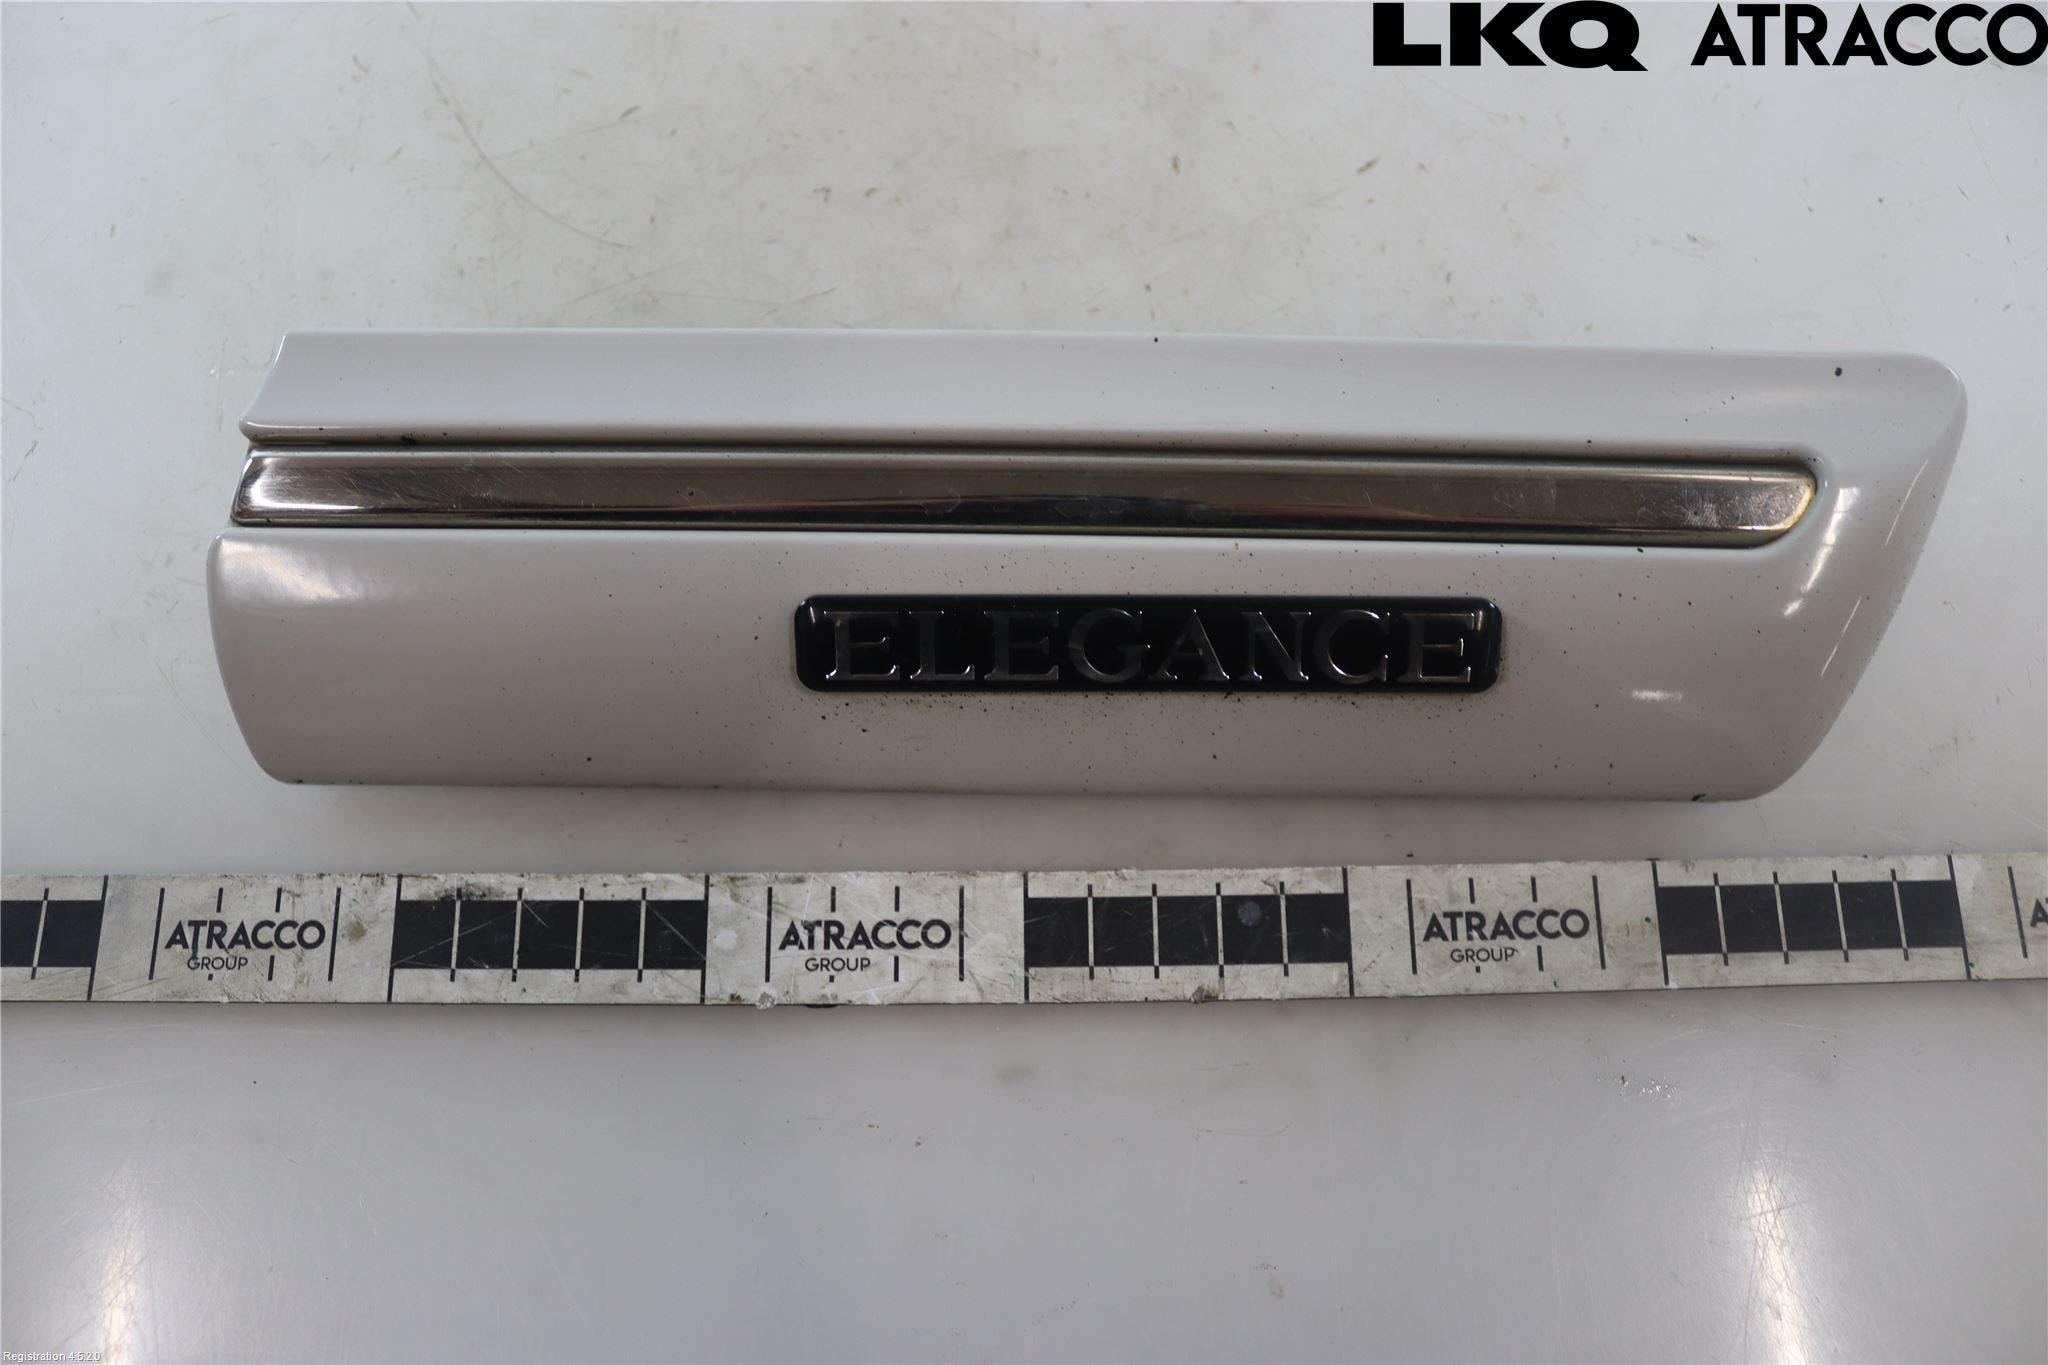 LKQ ATRACCO
ELEGANCE
ATRACCO
GROUP
ATRACCO
GROUP
ATRACCO
GROUP
Registration 4.5.2.0